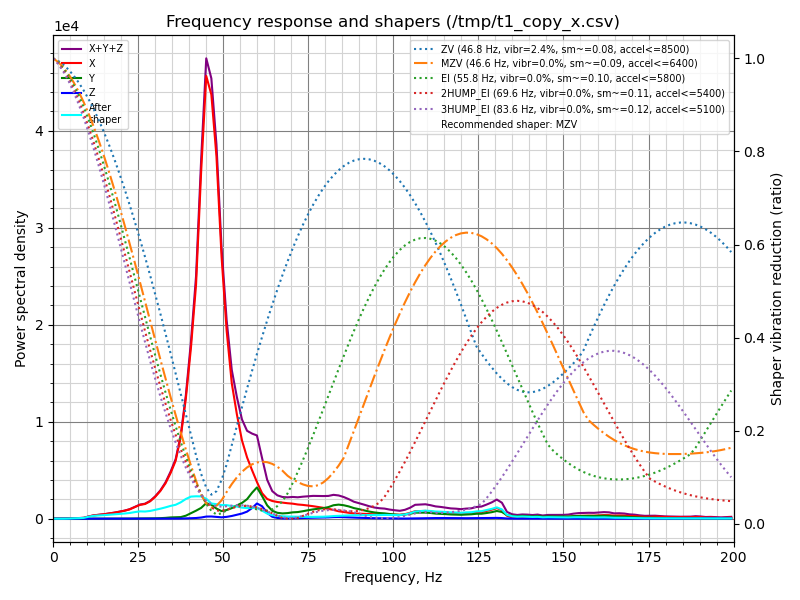 Frequency response and shapers (/tmp/t1_copy_x.csv)
1e4
X+Y+Z
X
Y
Z
After
shaper
ZV (46.8 Hz, vibr=2.4%, sm~=0.08, accel<=8500)
MZV (46.6 Hz, vibr=0.0%, sm~=0.09, accel<=6400)
EI (55.8 Hz, vibr=0.0%, sm~=0.10, accel<=5800)
2HUMP_EI (69.6 Hz, vibr=0.0%, sm~=0.11, accel<=5400)
3HUMP_EI (83.6 Hz, vibr=0.0%, sm~=0.12, accel<=5100)
Recommended shaper: MZV
Power spectral density
4
3
2
1
0
Shaper vibration reduction (ratio)
1.0
0.8
0.6
0.4
0.2
0.0
0 25 50 75 100 125 150 175 200
Frequency, Hz